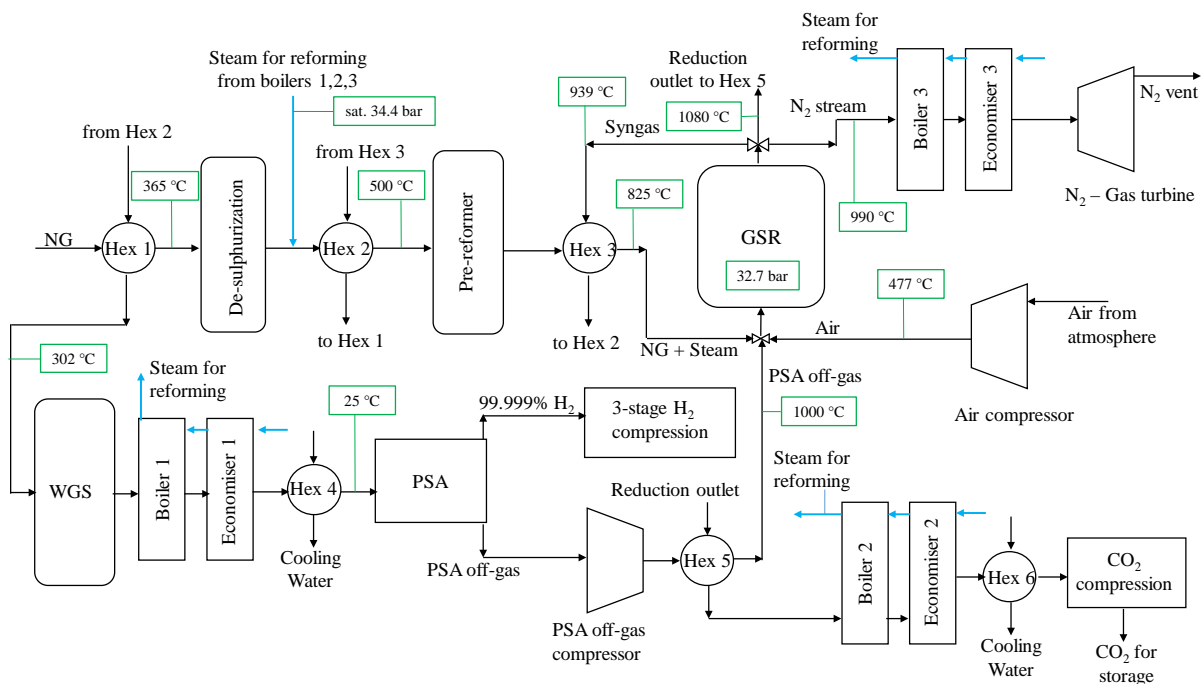 Steam for reforming
from boilers 1,2,3
sat. 34.4 bar
from Hex 2
365 °C
NG
Hex 1
De-sulphurization
from Hex 3
500 °C
Hex 2
to Hex 1
Pre-reformer
939 °C
Syngas
Hex 3
825 °C
to Hex 2
NG + Steam
Reduction
outlet to Hex 5
1080 °C
N2 stream
990 °C
GSR
32.7 bar
Steam for
reforming
Boiler 3
Economiser 3
N2 vent
N2 – Gas turbine
477 °C
Air
Air from
atmosphere
Air compressor
PSA off-gas
1000 °C
302 °C
WGS
Steam for
reforming
Boiler 1
Economiser 1
Hex 4
Cooling
Water
25 °C
PSA
99.999% H2
3-stage H2
compression
PSA off-gas
PSA off-gas
compressor
Reduction outlet
Hex 5
Steam for
reforming
Boiler 2
Economiser 2
Hex 6
Cooling
Water
CO2
compression
CO2 for
storage